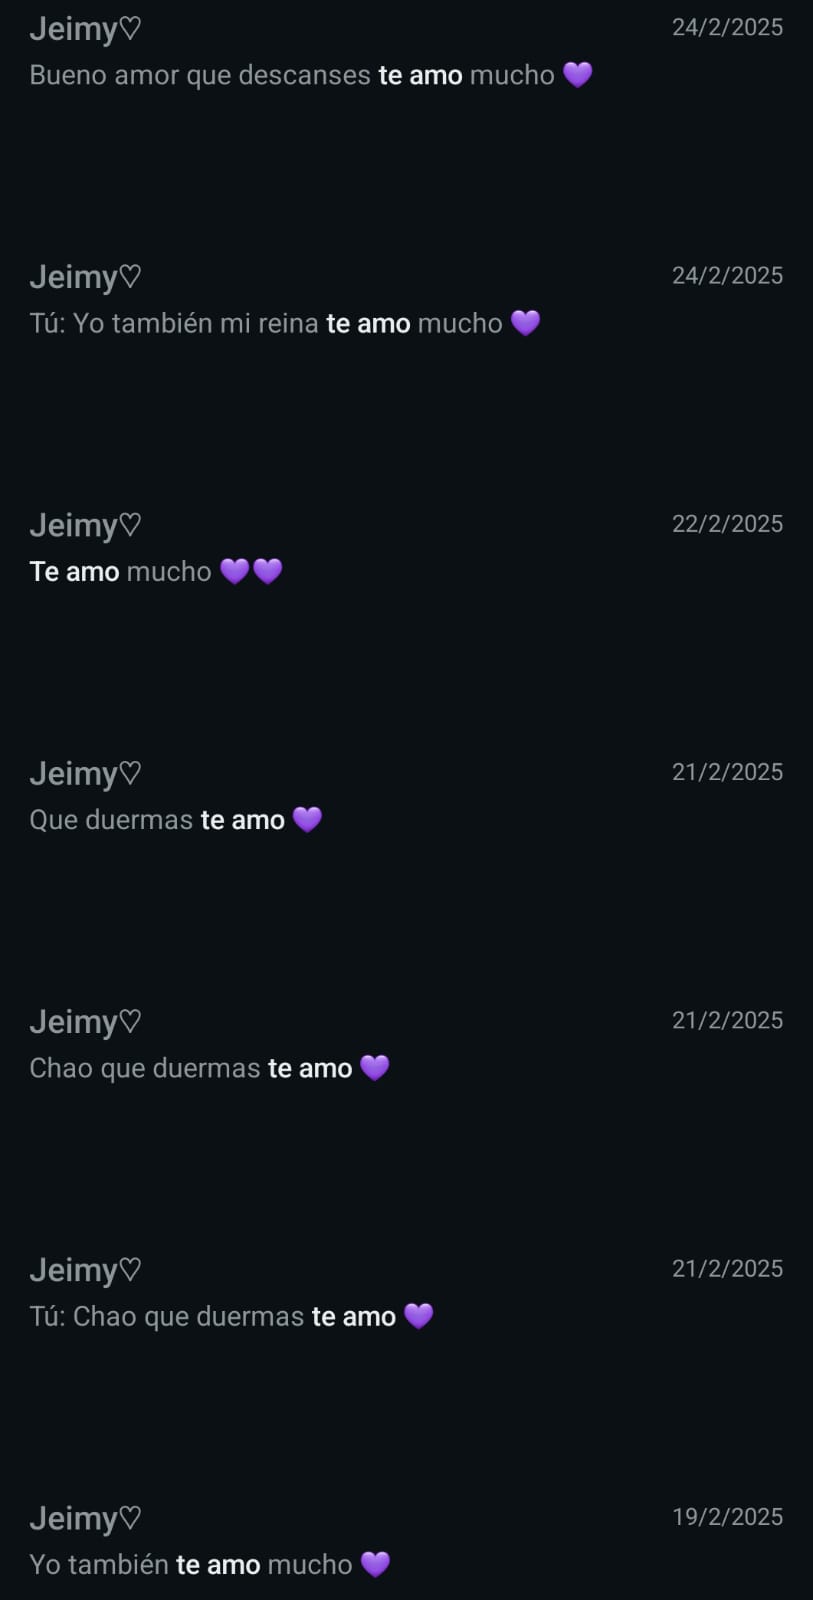 Jeimy♡ 24/2/2025
Bueno amor que descanses te amo mucho 💜
Jeimy♡ 24/2/2025
Tú: Yo también mi reina te amo mucho 💜
Jeimy♡ 22/2/2025
Te amo mucho 💜💜
Jeimy♡ 21/2/2025
Que duermas te amo 💜
Jeimy♡ 21/2/2025
Chao que duermas te amo 💜
Jeimy♡ 21/2/2025
Tú: Chao que duermas te amo 💜
Jeimy♡ 19/2/2025
Yo también te amo mucho 💜